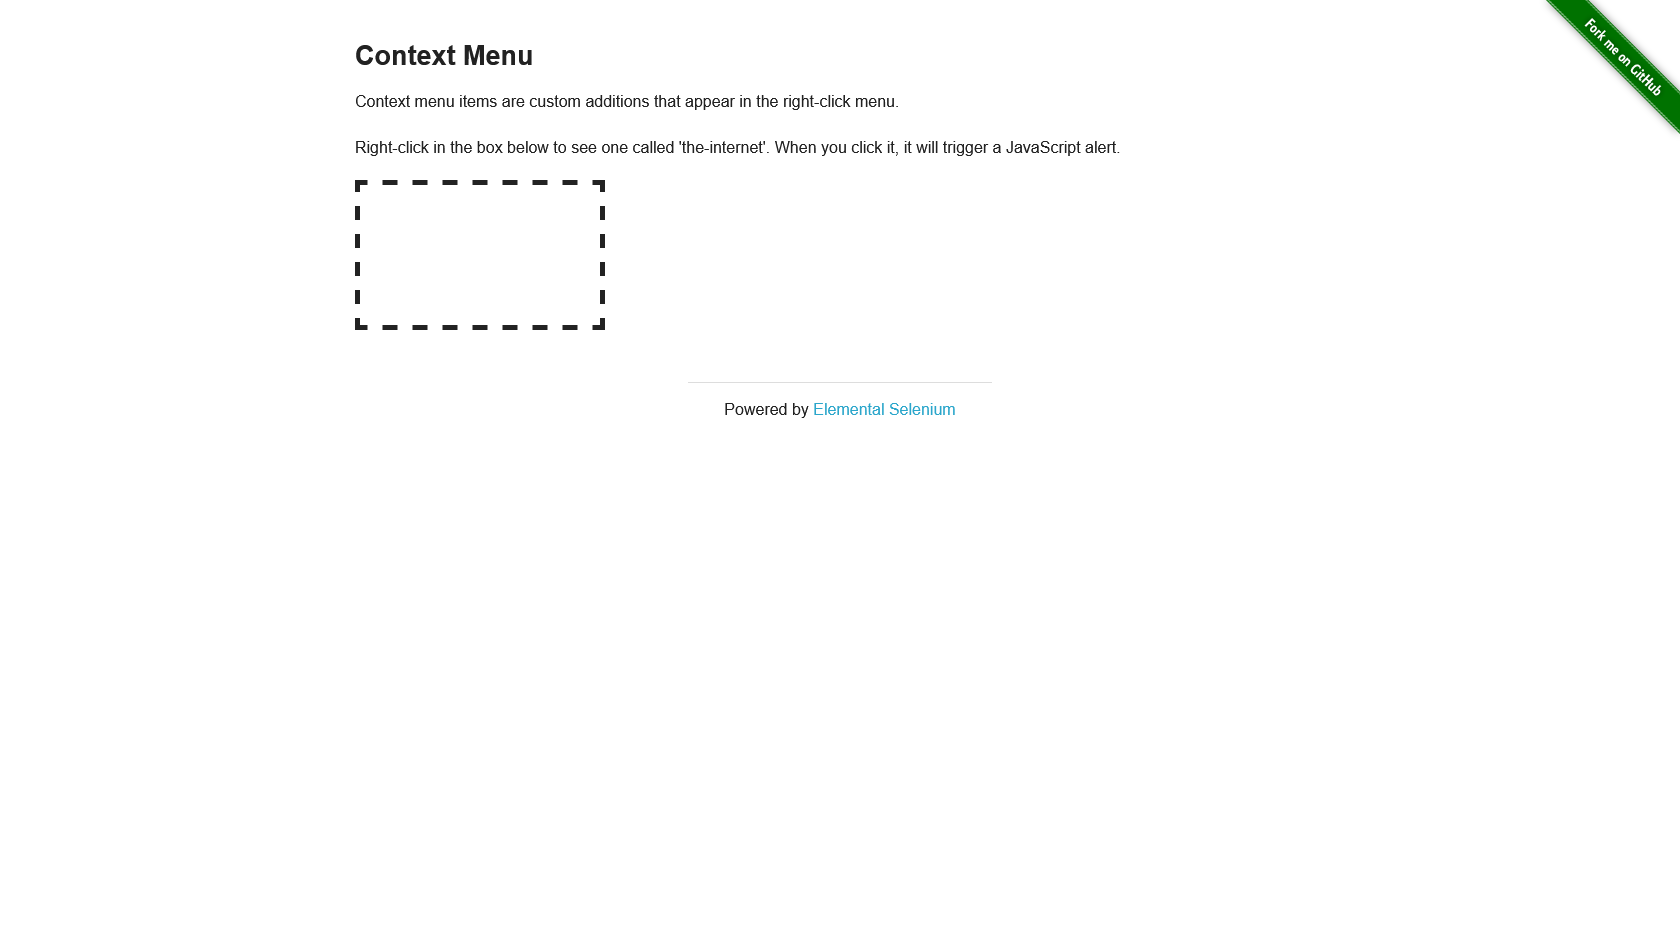 Context Menu
Fork me on GitHub
Context menu items are custom additions that appear in the right-click menu.
Right-click in the box below to see one called 'the-internet'. When you click it, it will trigger a JavaScript alert.
Powered by Elemental Selenium